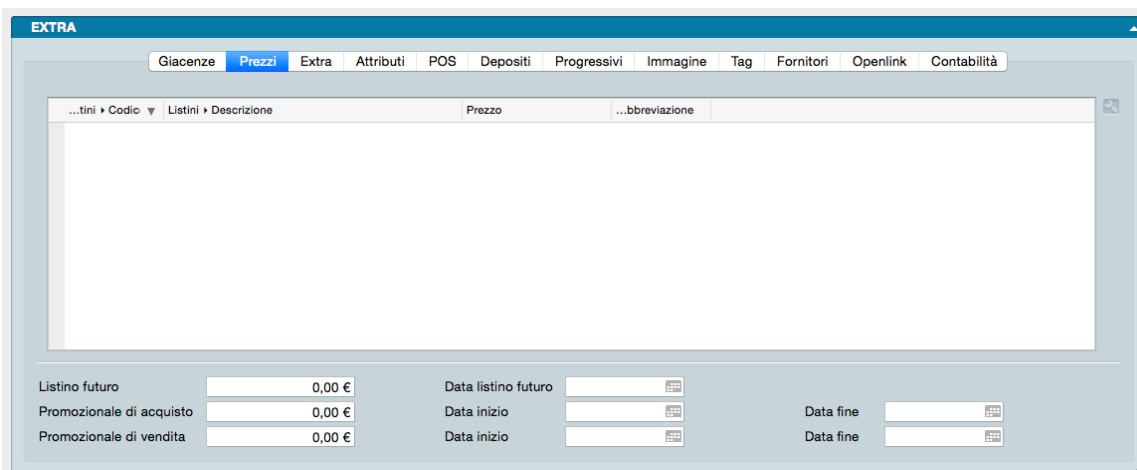 EXTRA
Giacenze Prezzi Extra Attributi POS Depositi Progressivi Immagine Tag Fornitori Openlink Contabilità
...tini ▸ Codic ▼ Listini ▸ Descrizione Prezzo ...bbreviazione
Listino futuro 0,00 € Data listino futuro
Promozionale di acquisto 0,00 € Data inizio Data fine
Promozionale di vendita 0,00 € Data inizio Data fine